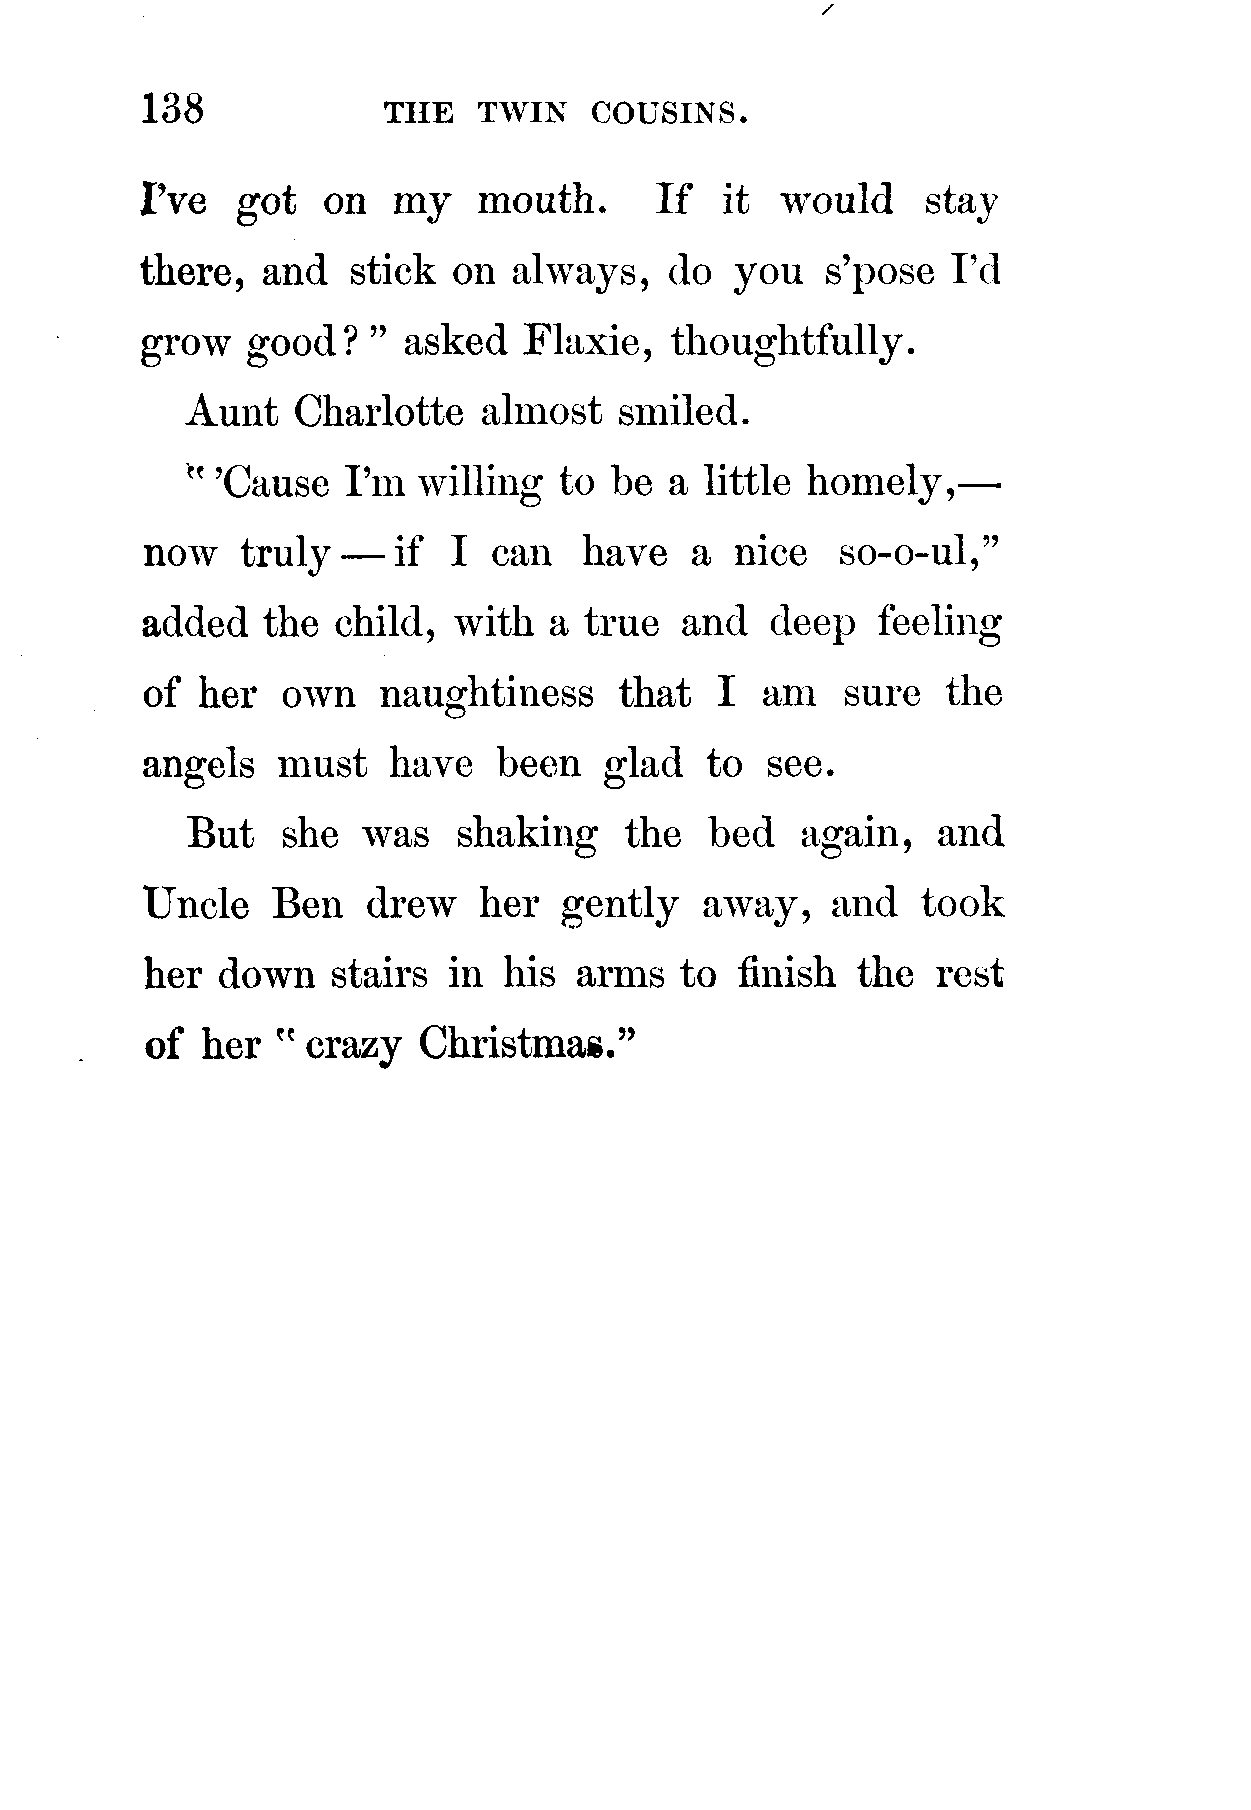 138 THE TWIN COUSINS.
I've got on my mouth. If it would stay
there, and stick on always, do you s'pose I'd
grow good?" asked Flaxie, thoughtfully.
Aunt Charlotte almost smiled.
"'Cause I'm willing to be a little homely,—
now truly—if I can have a nice so-o-ul,"
added the child, with a true and deep feeling
of her own naughtiness that I am sure the
angels must have been glad to see.
But she was shaking the bed again, and
Uncle Ben drew her gently away, and took
her down stairs in his arms to finish the rest
of her "crazy Christmas."